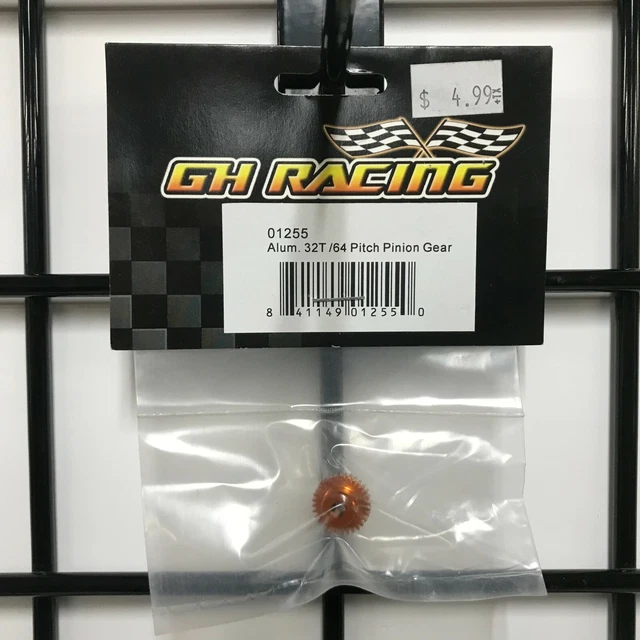 $ 4.99
GH RACING
01255
Alum. 32T /64 Pitch Pinion Gear
8 41149 01255 0